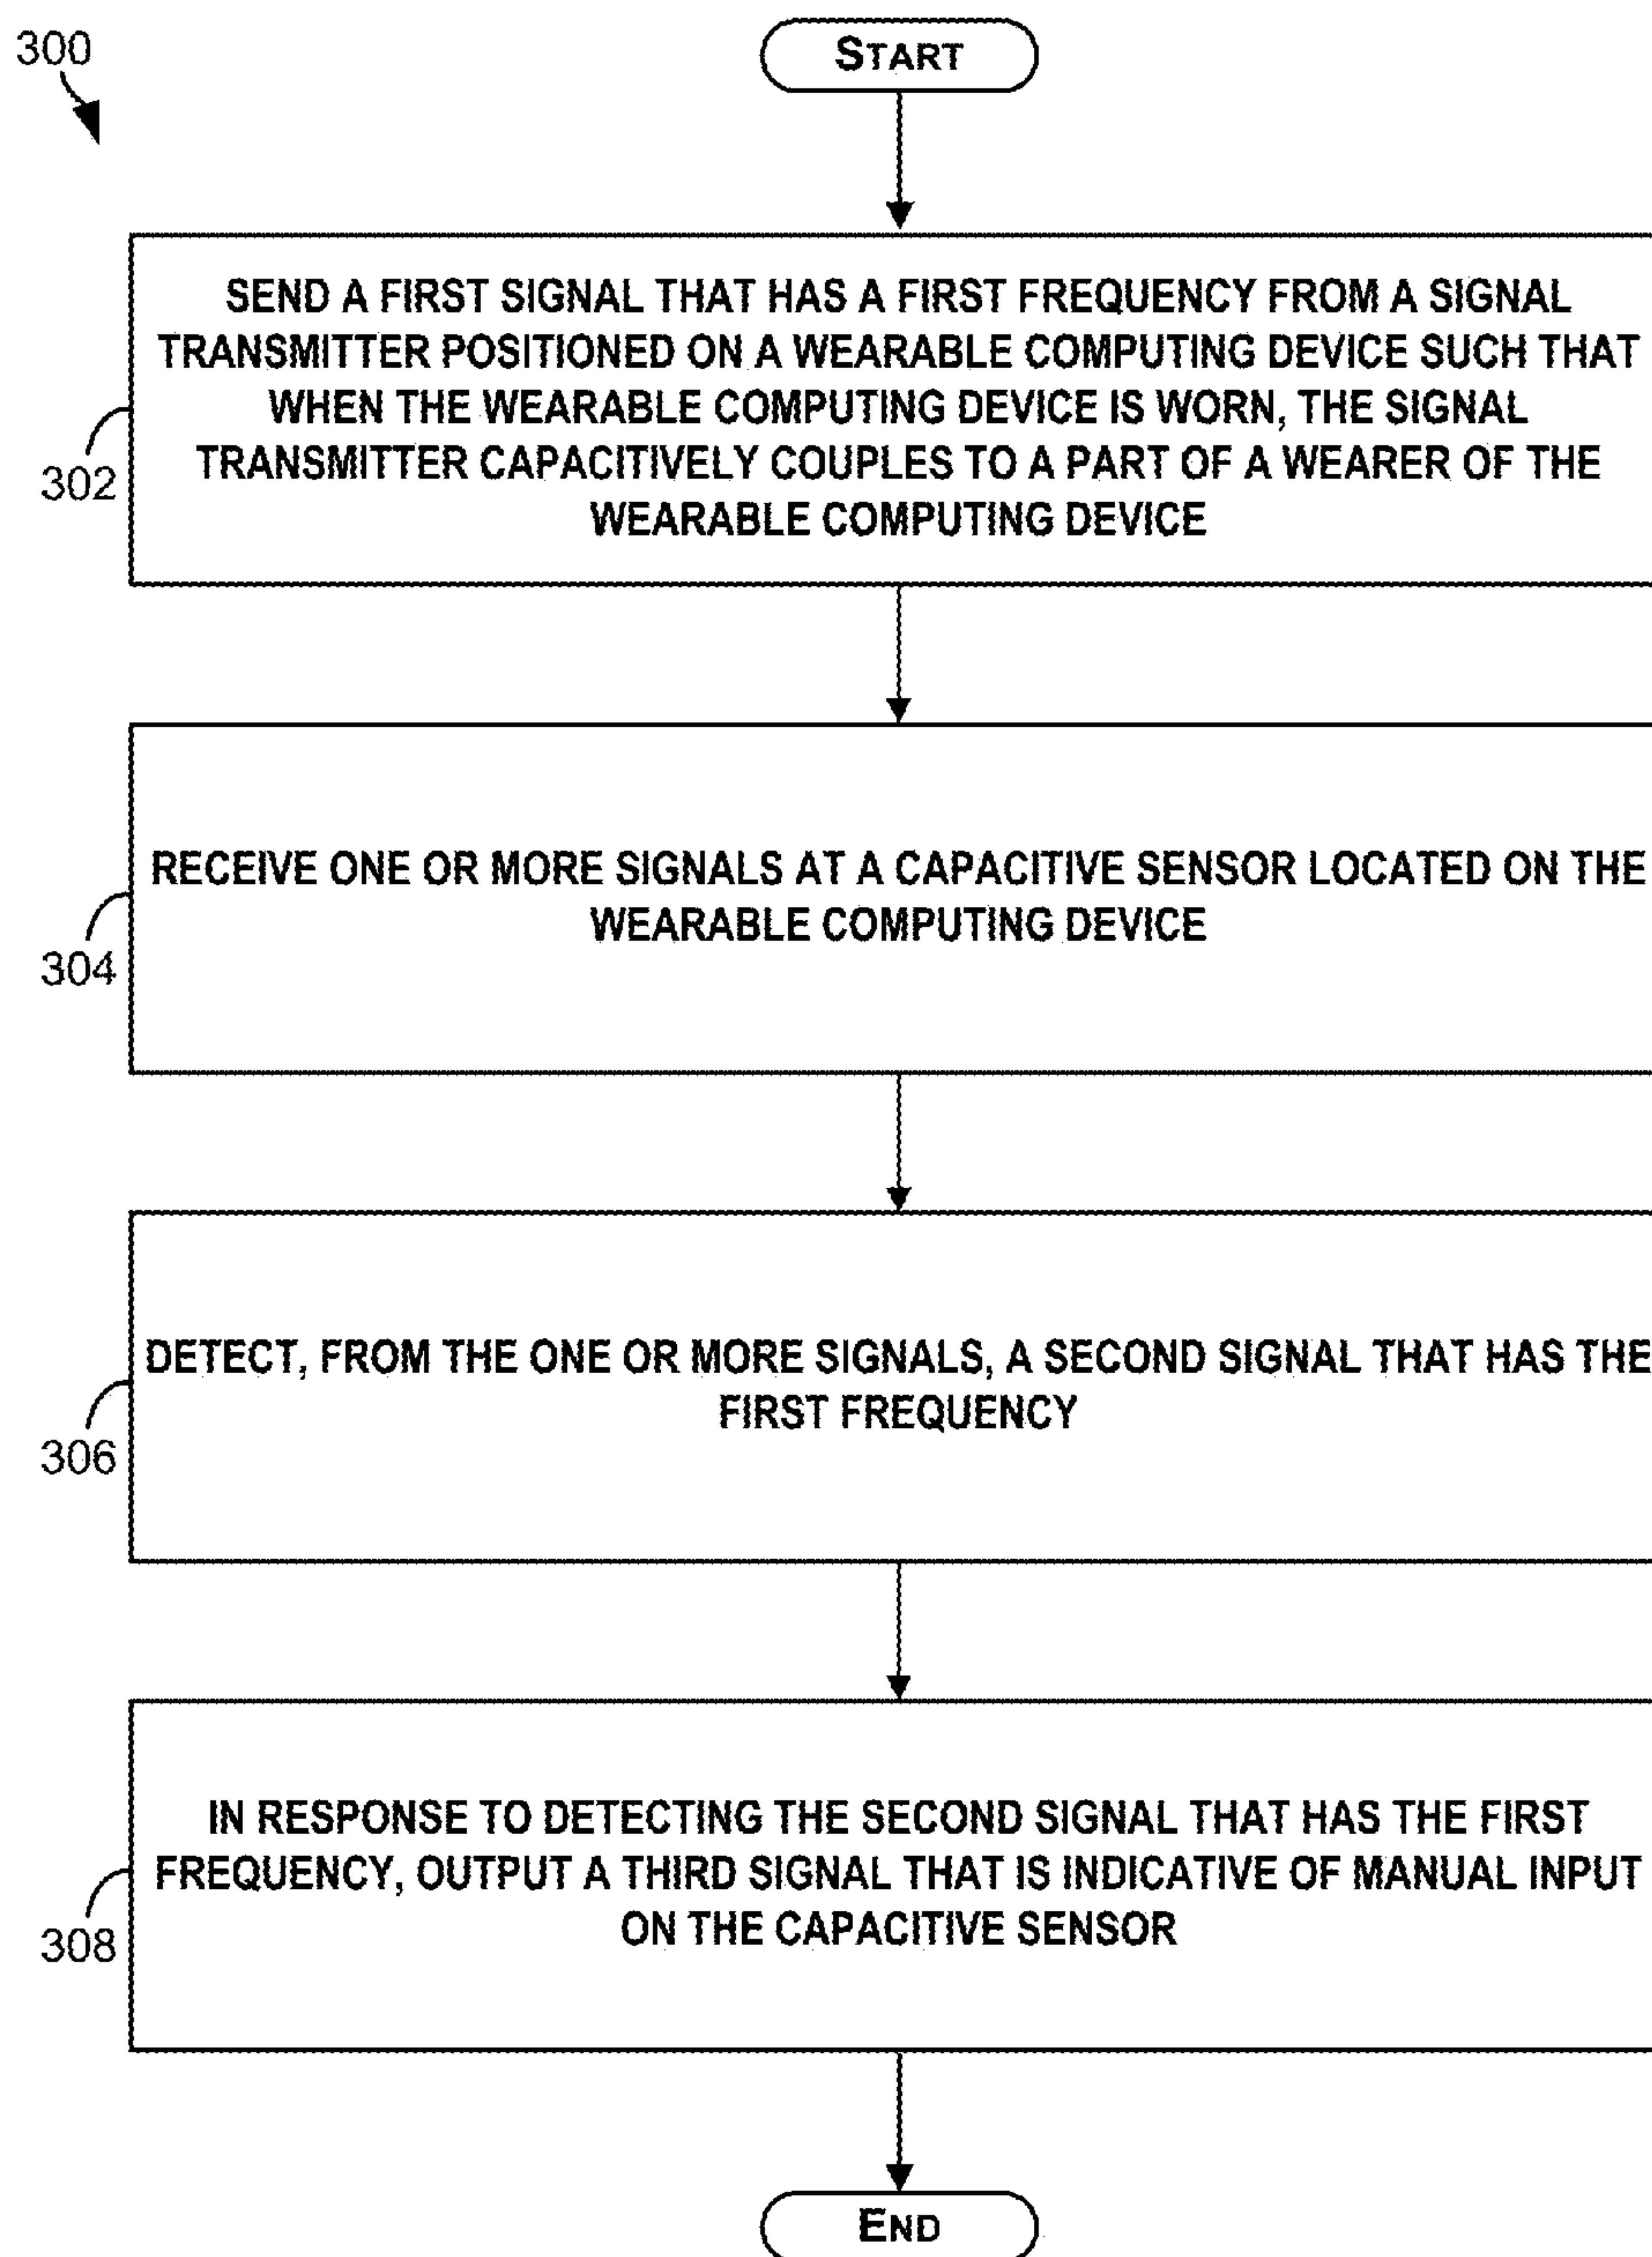 300
START
SEND A FIRST SIGNAL THAT HAS A FIRST FREQUENCY FROM A SIGNAL
TRANSMITTER POSITIONED ON A WEARABLE COMPUTING DEVICE SUCH THAT
WHEN THE WEARABLE COMPUTING DEVICE IS WORN, THE SIGNAL
TRANSMITTER CAPACITIVELY COUPLES TO A PART OF A WEARER OF THE
WEARABLE COMPUTING DEVICE
302
RECEIVE ONE OR MORE SIGNALS AT A CAPACITIVE SENSOR LOCATED ON THE
WEARABLE COMPUTING DEVICE
304
DETECT, FROM THE ONE OR MORE SIGNALS, A SECOND SIGNAL THAT HAS THE
FIRST FREQUENCY
306
IN RESPONSE TO DETECTING THE SECOND SIGNAL THAT HAS THE FIRST
FREQUENCY, OUTPUT A THIRD SIGNAL THAT IS INDICATIVE OF MANUAL INPUT
ON THE CAPACITIVE SENSOR
308
END